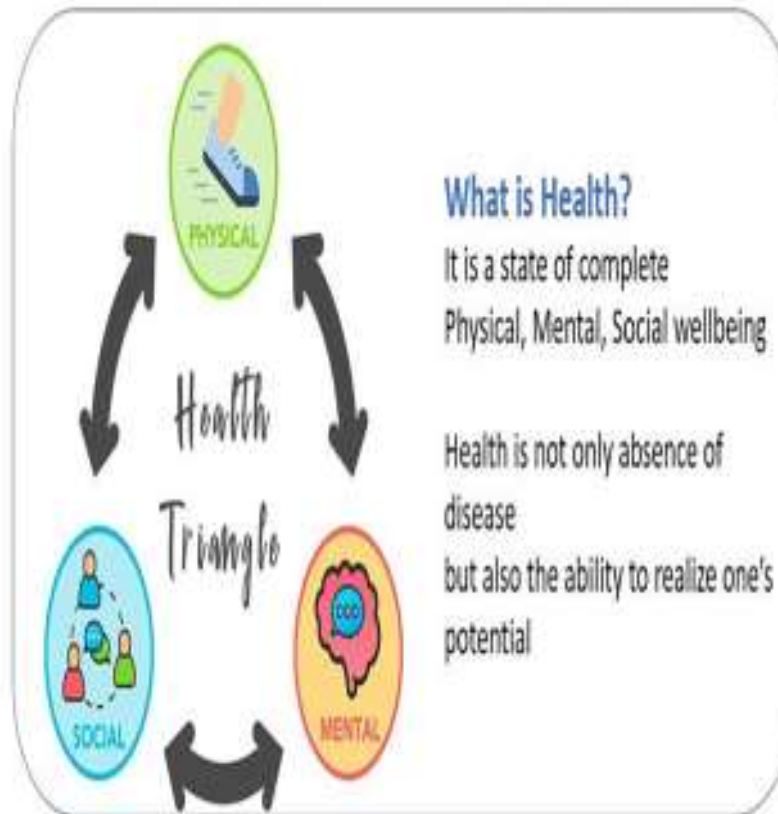 PHYSICAL
Health
Triangle
SOCIAL
MENTAL
What is Health?
It is a state of complete
Physical, Mental, Social wellbeing
Health is not only absence of
disease
but also the ability to realize one's
potential